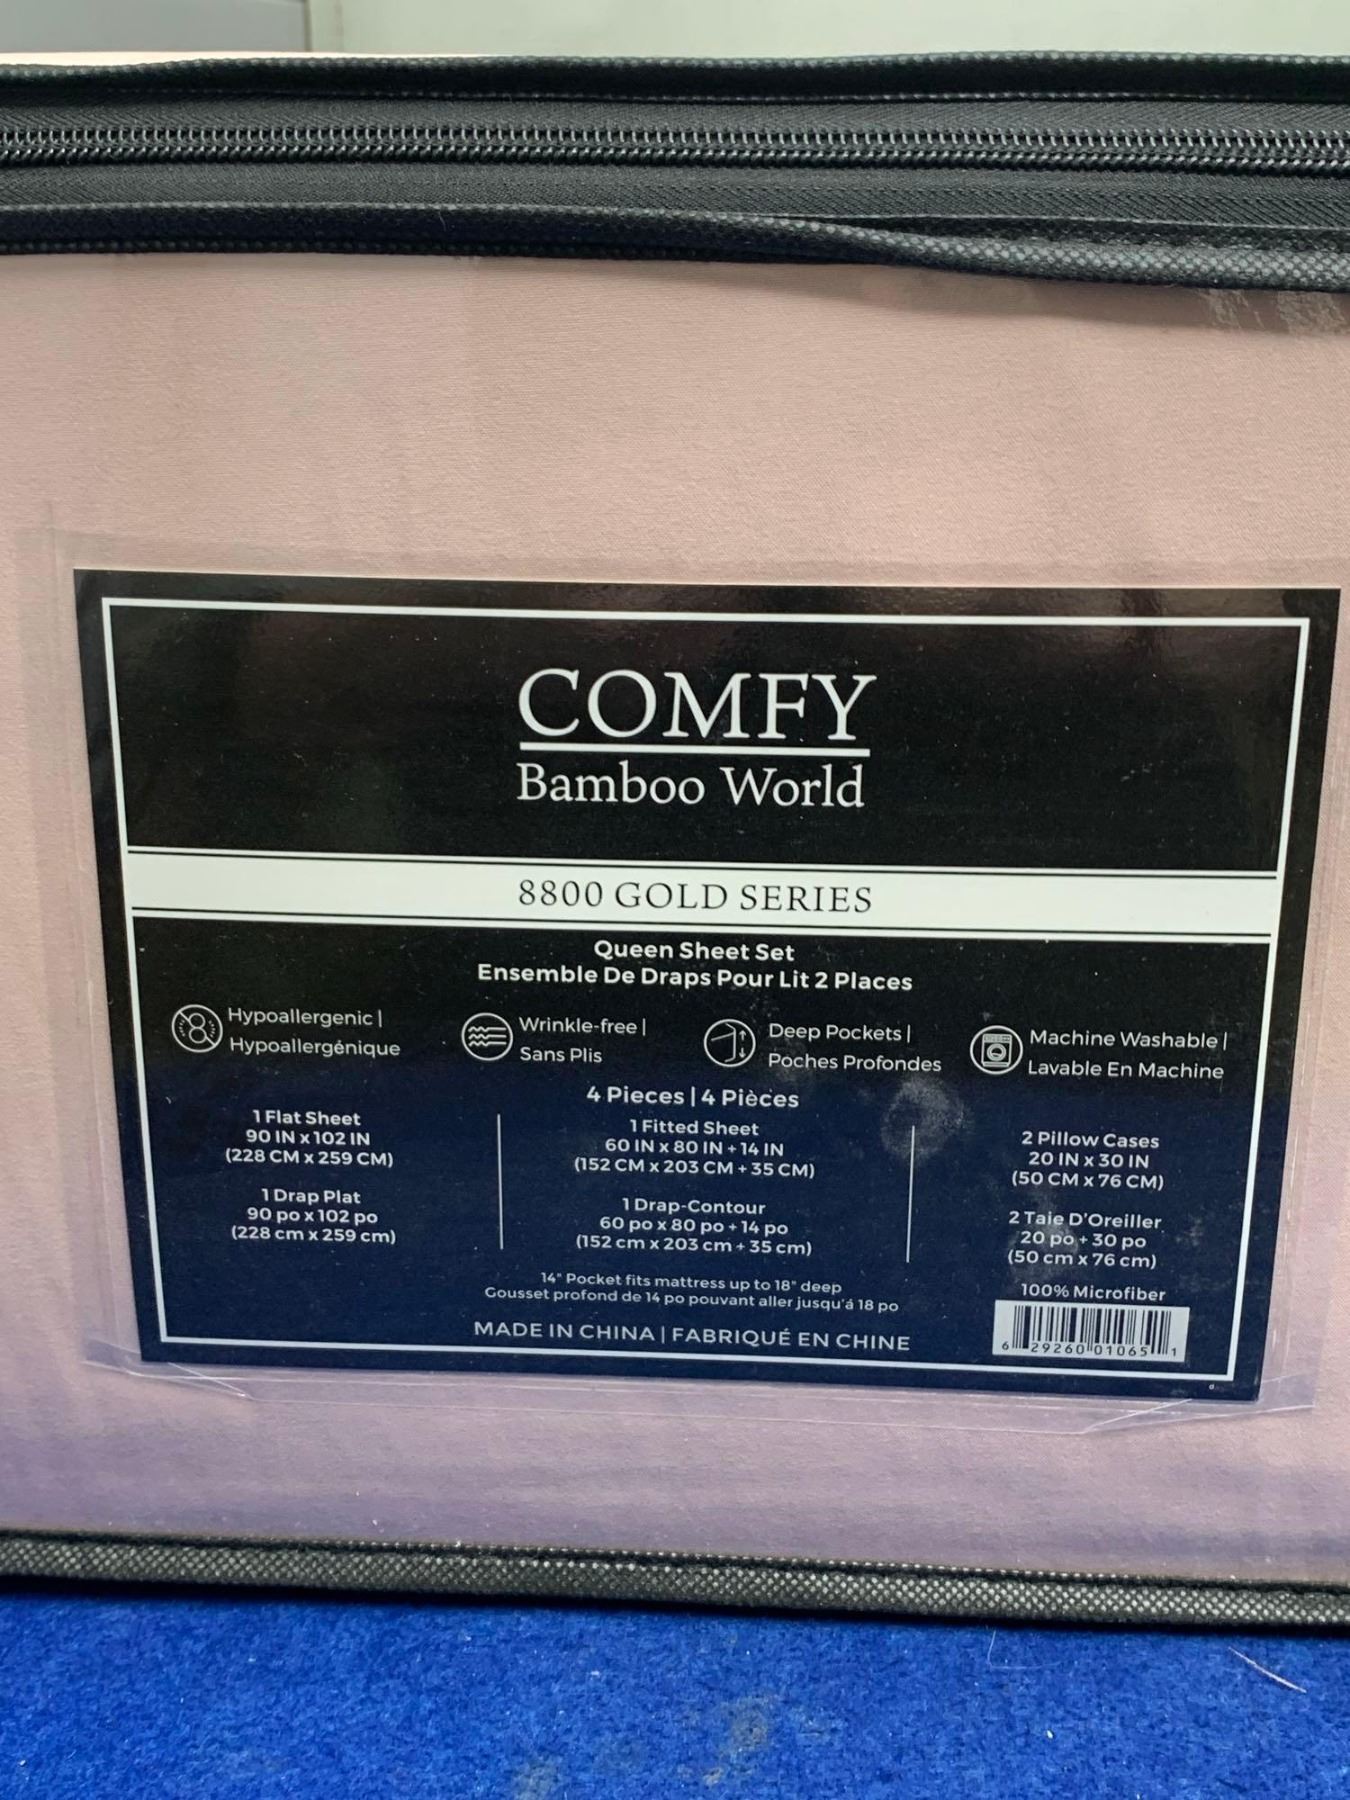 COMFY
Bamboo World
8800 GOLD SERIES
Queen Sheet Set
Ensemble De Draps Pour Lit 2 Places
Hypoallergenic |
Hypoallergénique
Wrinkle-free |
Sans Plis
Deep Pockets |
Poches Profondes
Machine Washable |
Lavable En Machine
4 Pieces | 4 Pièces
1 Flat Sheet
90 IN x 102 IN
(228 CM x 259 CM)
1 Drap Plat
90 po x 102 po
(228 cm x 259 cm)
1 Fitted Sheet
60 IN x 80 IN + 14 IN
(152 CM x 203 CM + 35 CM)
1 Drap-Contour
60 po x 80 po + 14 po
(152 cm x 203 cm + 35 cm)
2 Pillow Cases
20 IN x 30 IN
(50 CM x 76 CM)
2 Taie D'Oreiller
20 po + 30 po
(50 cm x 76 cm)
14" Pocket fits mattress up to 18" deep
Gousset profond de 14 po pouvant aller jusqu'á 18 po
MADE IN CHINA | FABRIQUÉ EN CHINE
100% Microfiber
6 29260 01065 1